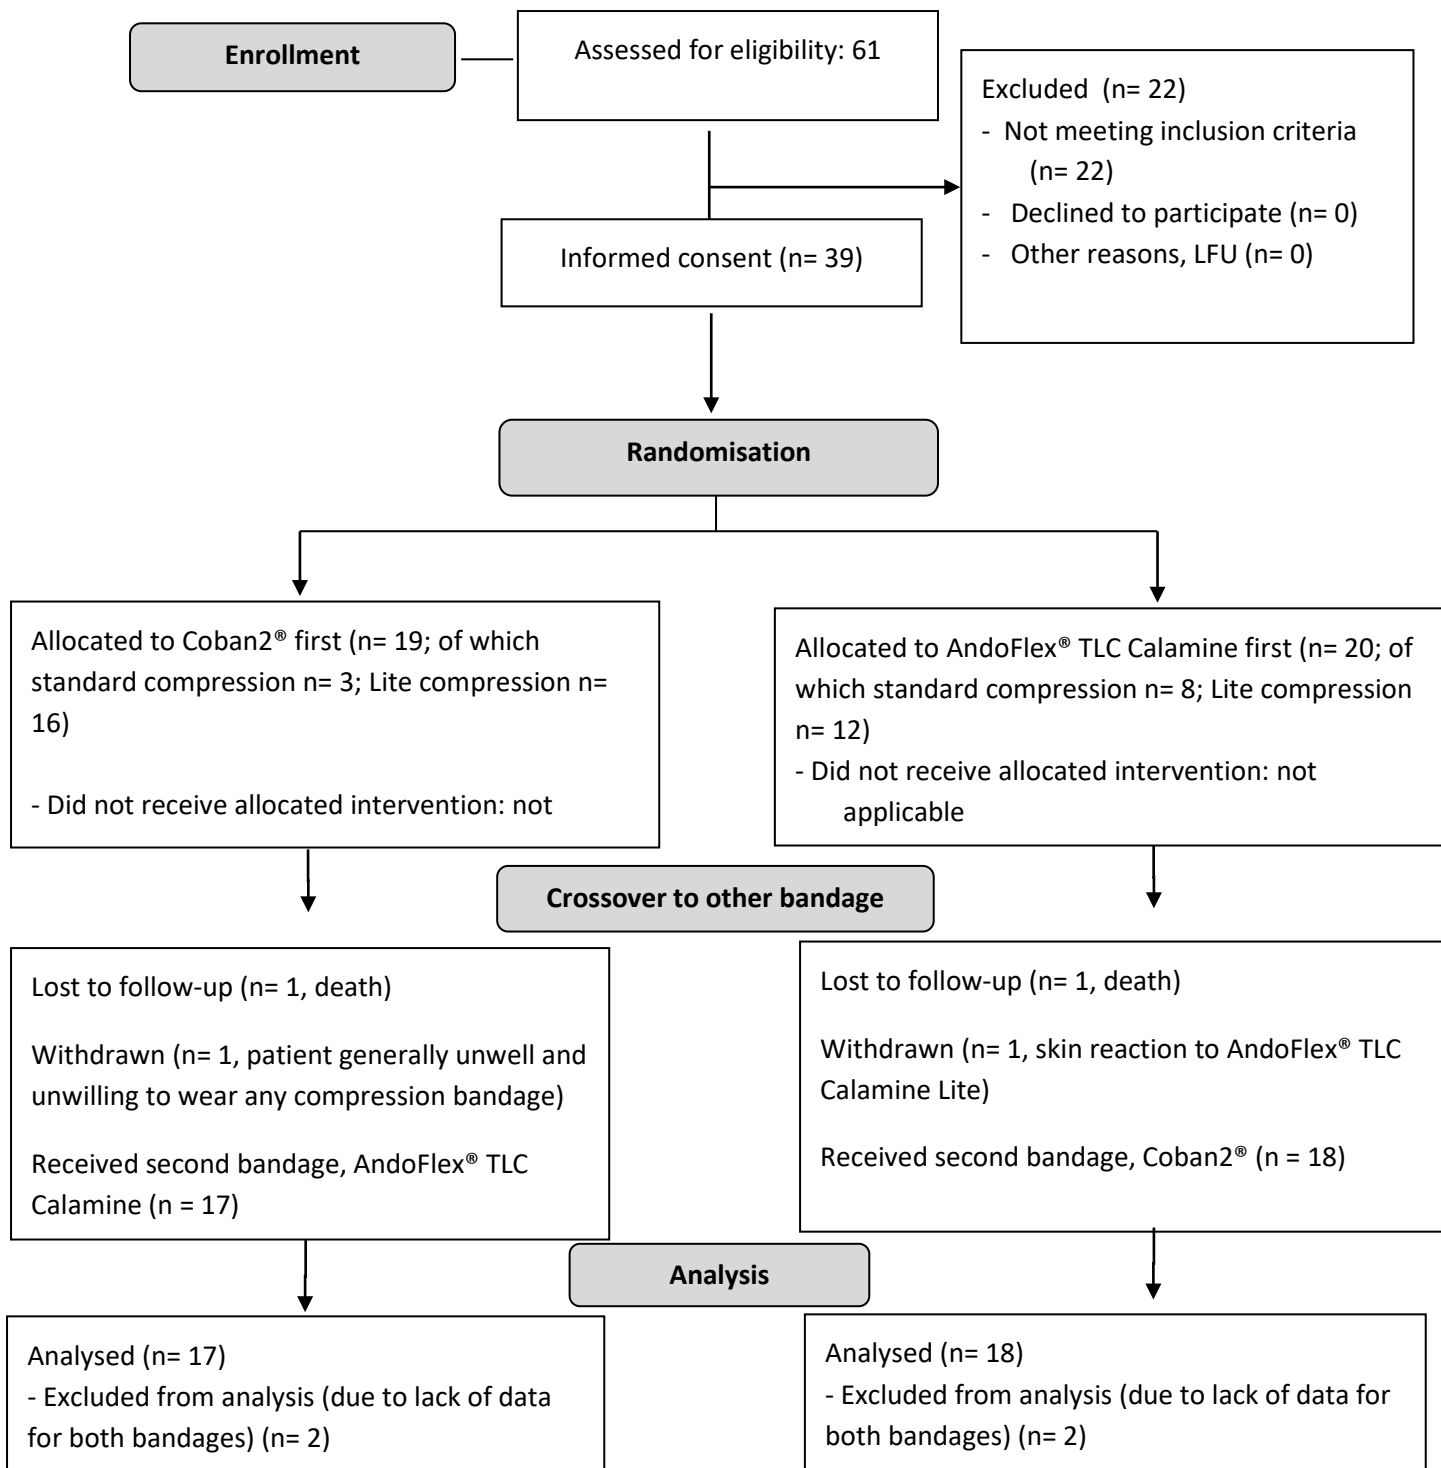 Enrollment
Assessed for eligibility: 61
Excluded (n= 22)
- Not meeting inclusion criteria
(n= 22)
- Declined to participate (n= 0)
- Other reasons, LFU (n= 0)
Informed consent (n= 39)
Randomisation
Allocated to Coban2® first (n= 19; of which
standard compression n= 3; Lite compression n=
16)
- Did not receive allocated intervention: not
Allocated to AndoFlex® TLC Calamine first (n= 20; of
which standard compression n= 8; Lite compression
n= 12)
- Did not receive allocated intervention: not
applicable
Crossover to other bandage
Lost to follow-up (n= 1, death)
Withdrawn (n= 1, patient generally unwell and
unwilling to wear any compression bandage)
Received second bandage, AndoFlex® TLC
Calamine (n = 17)
Lost to follow-up (n= 1, death)
Withdrawn (n= 1, skin reaction to AndoFlex® TLC
Calamine Lite)
Received second bandage, Coban2® (n = 18)
Analysis
Analysed (n= 17)
- Excluded from analysis (due to lack of data
for both bandages) (n= 2)
Analysed (n= 18)
- Excluded from analysis (due to lack of data for
both bandages) (n= 2)